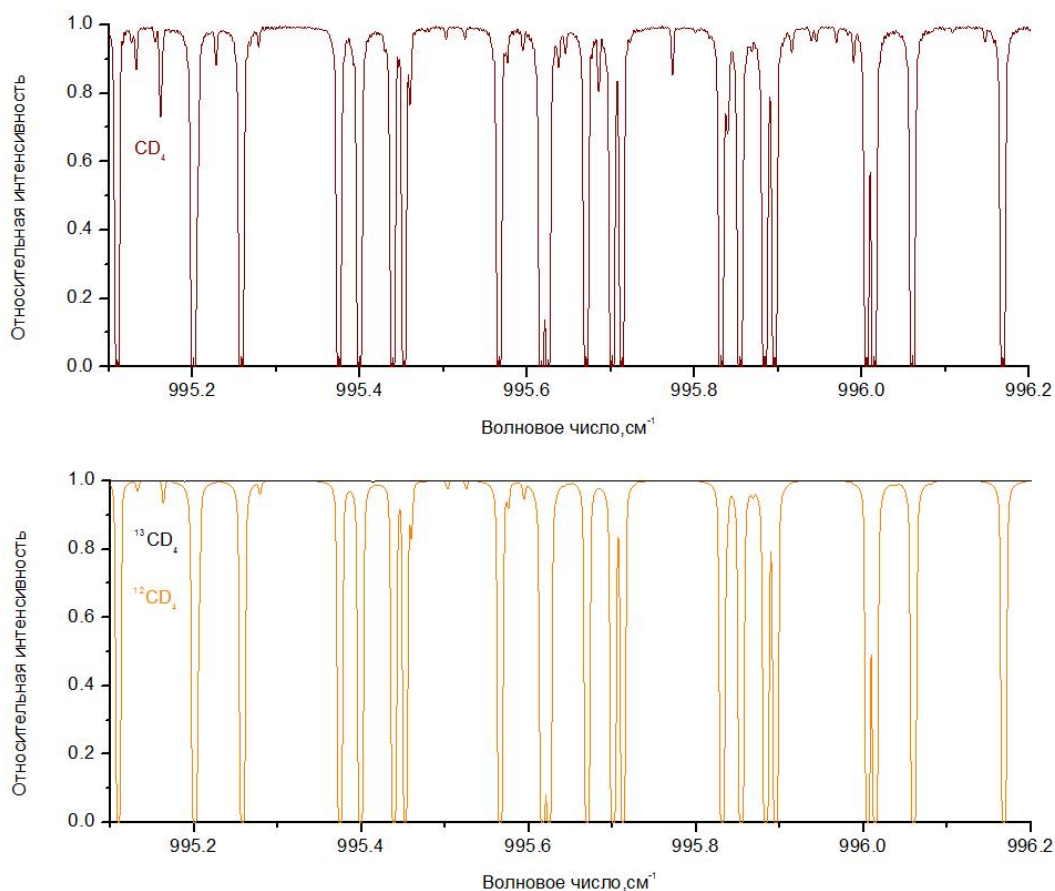 Относительная интенсивность
1.0
0.8
0.6
0.4
0.2
0.0
CD₄
995.2 995.4 995.6 995.8 996.0 996.2
Волновое число,см⁻¹
Относительная интенсивность
1.0
0.8
0.6
0.4
0.2
0.0
¹³CD₄
¹²CD₄
995.2 995.4 995.6 995.8 996.0 996.2
Волновое число,см⁻¹